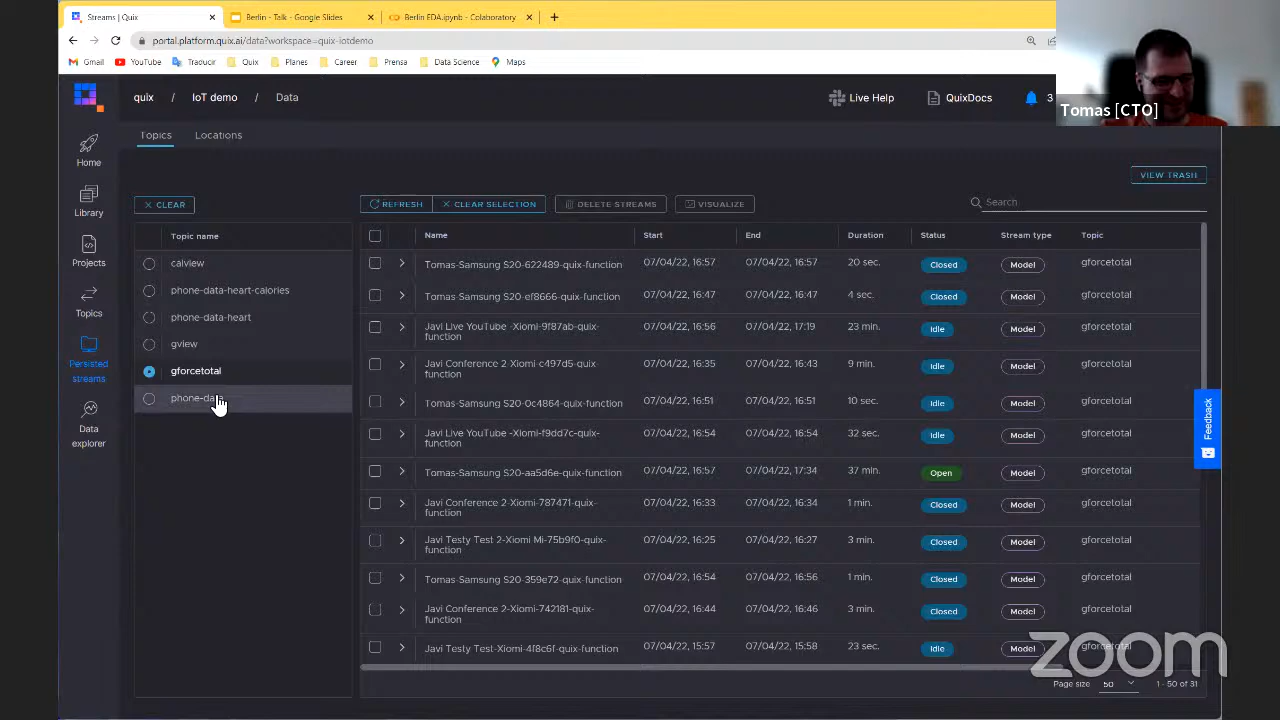 Streams | Quix
Berlin - Talk - Google Slides
Berlin EDA.ipynb - Colaboratory
portal.platform.quix.ai/data?workspace=quix-iotdemo
Gmail YouTube Traducir Quix Planes Career Prensa Data Science Maps
Tomas [CTO]
quix / IoT demo / Data
Live Help QuixDocs 3
Topics Locations
Home
Library
Projects
Topics
Persisted
streams
Data
explorer
VIEW TRASH
CLEAR
REFRESH CLEAR SELECTION DELETE STREAMS VISUALIZE Search
Topic name
calview
phone-data-heart-calories
phone-data-heart
gview
gforcetotal
Name Start End Duration Status Stream type Topic
Tomas-Samsung S20-622489-quix-function 07/04/22, 16:57 07/04/22, 16:57 20 sec. Closed Model gforcetotal
Tomas-Samsung S20-ef8666-quix-function 07/04/22, 16:47 07/04/22, 16:47 4 sec. Closed Model gforcetotal
Javi Live YouTube -Xiomi-9f87ab-quix-
function 07/04/22, 16:56 07/04/22, 17:19 23 min. Idle Model gforcetotal
Javi Conference 2-Xiomi-c497d5-quix-
function 07/04/22, 16:35 07/04/22, 16:43 9 min. Idle Model gforcetotal
Tomas-Samsung S20-0c4864-quix-function 07/04/22, 16:51 07/04/22, 16:51 10 sec. Idle Model gforcetotal
Javi Live YouTube -Xiomi-f9dd7c-quix-
function 07/04/22, 16:54 07/04/22, 16:54 32 sec. Idle Model gforcetotal
Tomas-Samsung S20-aa5d6e-quix-function 07/04/22, 16:57 07/04/22, 17:34 37 min. Open Model gforcetotal
Javi Conference 2-Xiomi-787471-quix-
function 07/04/22, 16:33 07/04/22, 16:34 1 min. Closed Model gforcetotal
Javi Testy Test 2-Xiomi Mi-75b9f0-quix-
function 07/04/22, 16:25 07/04/22, 16:27 3 min. Closed Model gforcetotal
Tomas-Samsung S20-359e72-quix-function 07/04/22, 16:54 07/04/22, 16:56 1 min. Closed Model gforcetotal
Javi Conference 2-Xiomi-742181-quix-
function 07/04/22, 16:44 07/04/22, 16:46 3 min. Closed Model gforcetotal
Javi Testy Test-Xiomi-4f8c6f-quix-function 07/04/22, 15:57 07/04/22, 15:58 23 sec. Idle Model
Feedback
zoom
Page size 50 1 - 50 of 31